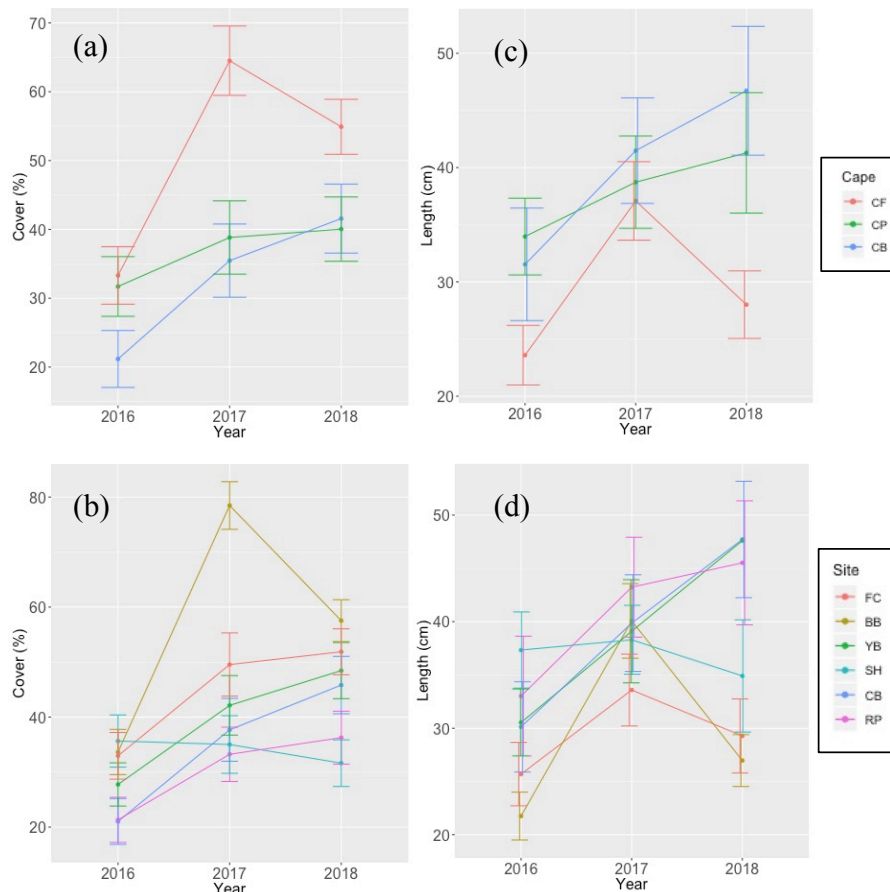 (a)
Cover (%)
70
60
50
40
30
20
2016 2017 2018
Year
(c)
Length (cm)
50
40
30
20
2016 2017 2018
Year
Cape
CF
CP
CB
(b)
Cover (%)
80
60
40
20
2016 2017 2018
Year
(d)
Length (cm)
50
40
30
20
2016 2017 2018
Year
Site
FC
BB
YB
SH
CB
RP